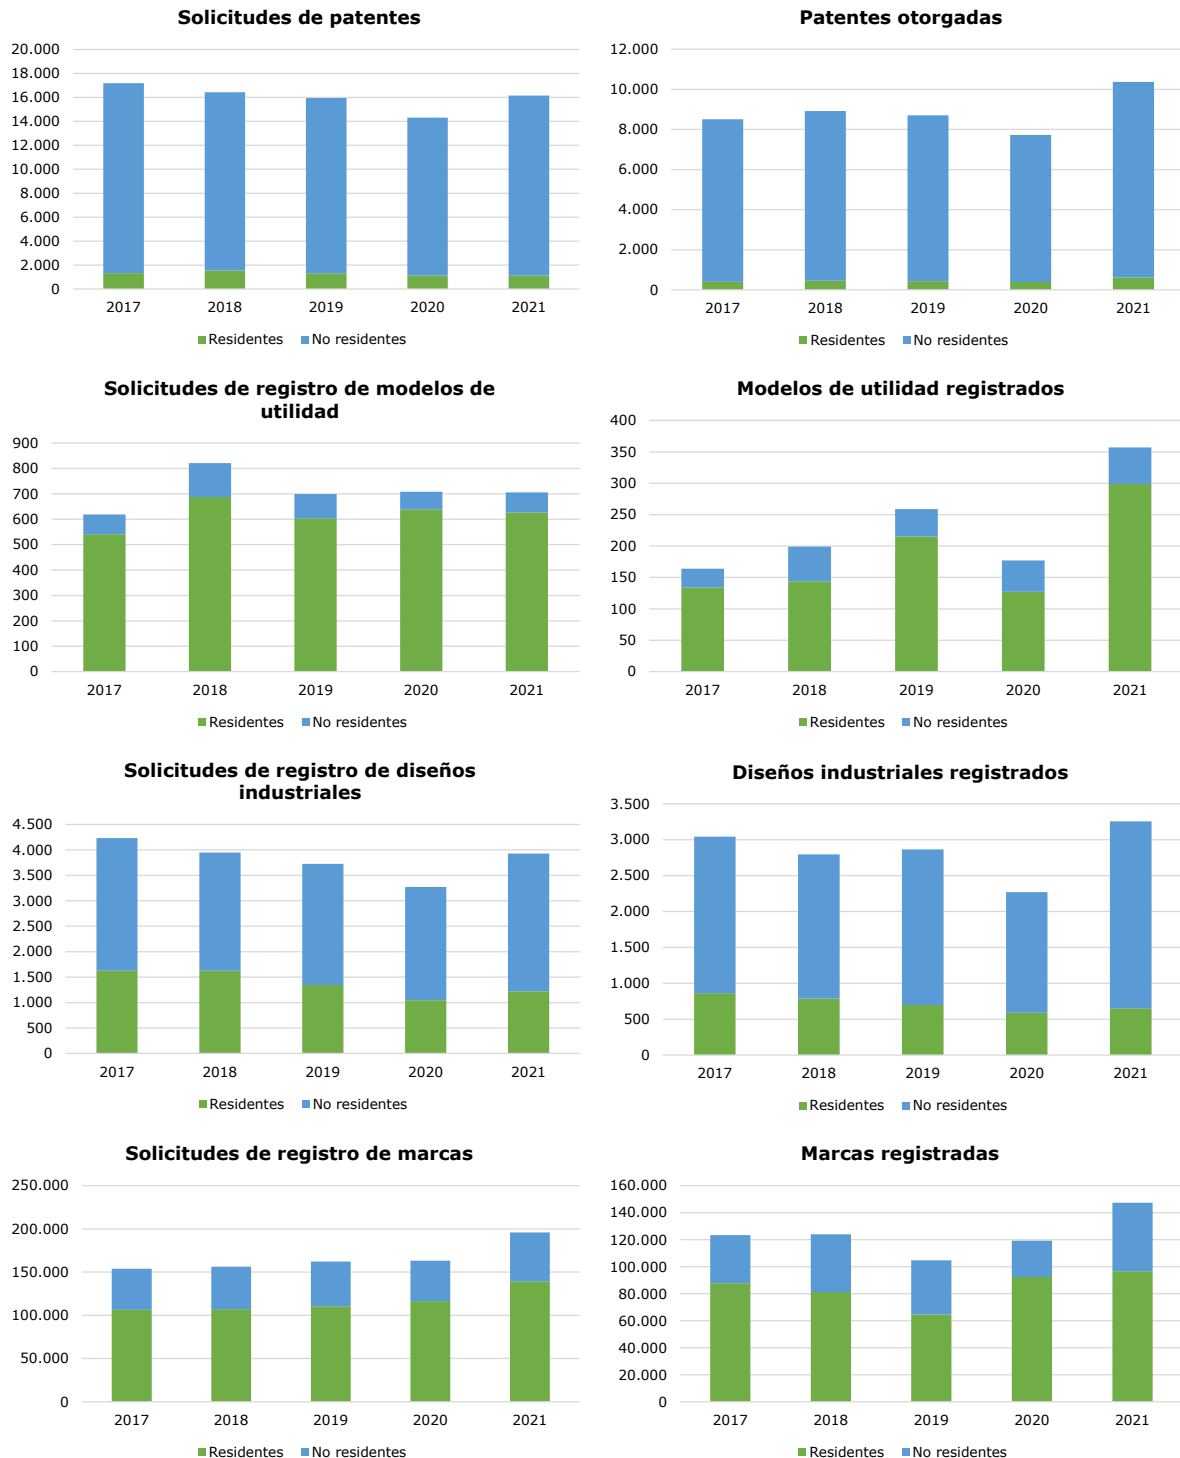 Solicitudes de patentes
20.000
18.000
16.000
14.000
12.000
10.000
8.000
6.000
4.000
2.000
0
2017 2018 2019 2020 2021
Residentes No residentes
Patentes otorgadas
12.000
10.000
8.000
6.000
4.000
2.000
0
2017 2018 2019 2020 2021
Residentes No residentes
Solicitudes de registro de modelos de
utilidad
900
800
700
600
500
400
300
200
100
0
2017 2018 2019 2020 2021
Residentes No residentes
Modelos de utilidad registrados
400
350
300
250
200
150
100
50
0
2017 2018 2019 2020 2021
Residentes No residentes
Solicitudes de registro de diseños
industriales
4.500
4.000
3.500
3.000
2.500
2.000
1.500
1.000
500
0
2017 2018 2019 2020 2021
Residentes No residentes
Diseños industriales registrados
3.500
3.000
2.500
2.000
1.500
1.000
500
0
2017 2018 2019 2020 2021
Residentes No residentes
Solicitudes de registro de marcas
250.000
200.000
150.000
100.000
50.000
0
2017 2018 2019 2020 2021
Residentes No residentes
Marcas registradas
160.000
140.000
120.000
100.000
80.000
60.000
40.000
20.000
0
2017 2018 2019 2020 2021
Residentes No residentes